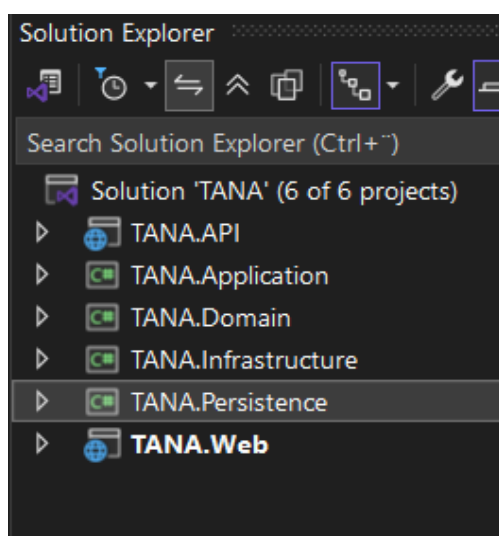 Solution Explorer
Search Solution Explorer (Ctrl+¨)
Solution 'TANA' (6 of 6 projects)
TANA.API
C# TANA.Application
C# TANA.Domain
C# TANA.Infrastructure
C# TANA.Persistence
TANA.Web